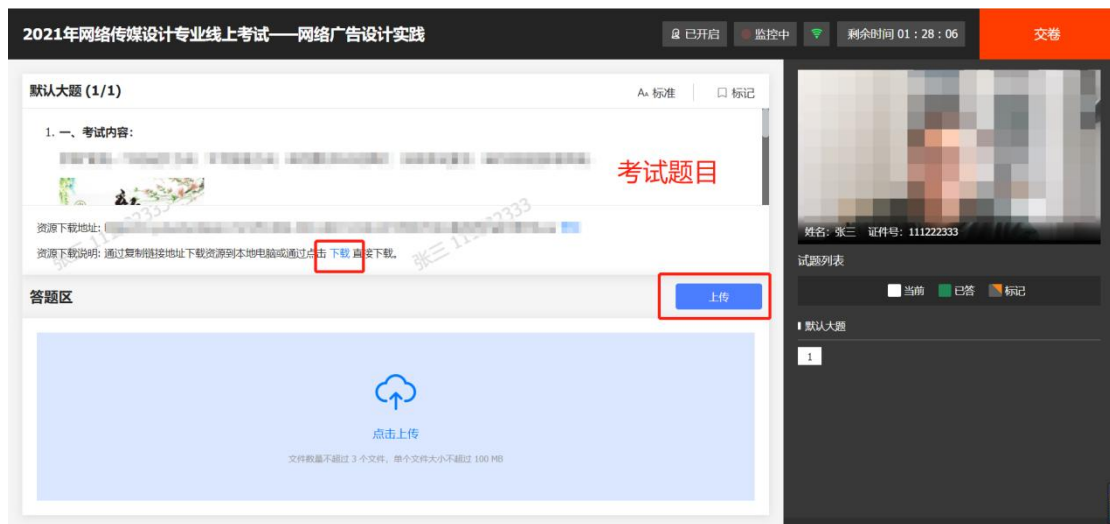 2021年网络传媒设计专业线上考试——网络广告设计实践
已开启
监控中
剩余时间 01：28：06
交卷
默认大题 (1/1)
A 标准
标记
1. 一、考试内容：
考试题目
资源下载地址:
资源下载说明: 通过复制链接地址下载资源到本地电脑或通过点击 下载 直接下载。
答题区
上传
点击上传
文件数量不超过 3 个文件，单个文件大小不超过 100 MB
姓名: 张三 证件号: 111222333
试题列表
当前
已答
标记
默认大题
1
张三 111222333
张三 111222333